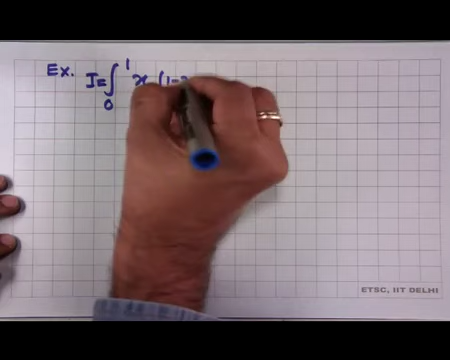 Ex. I = ∫₀¹ x (1-
ETSC, IIT DELHI